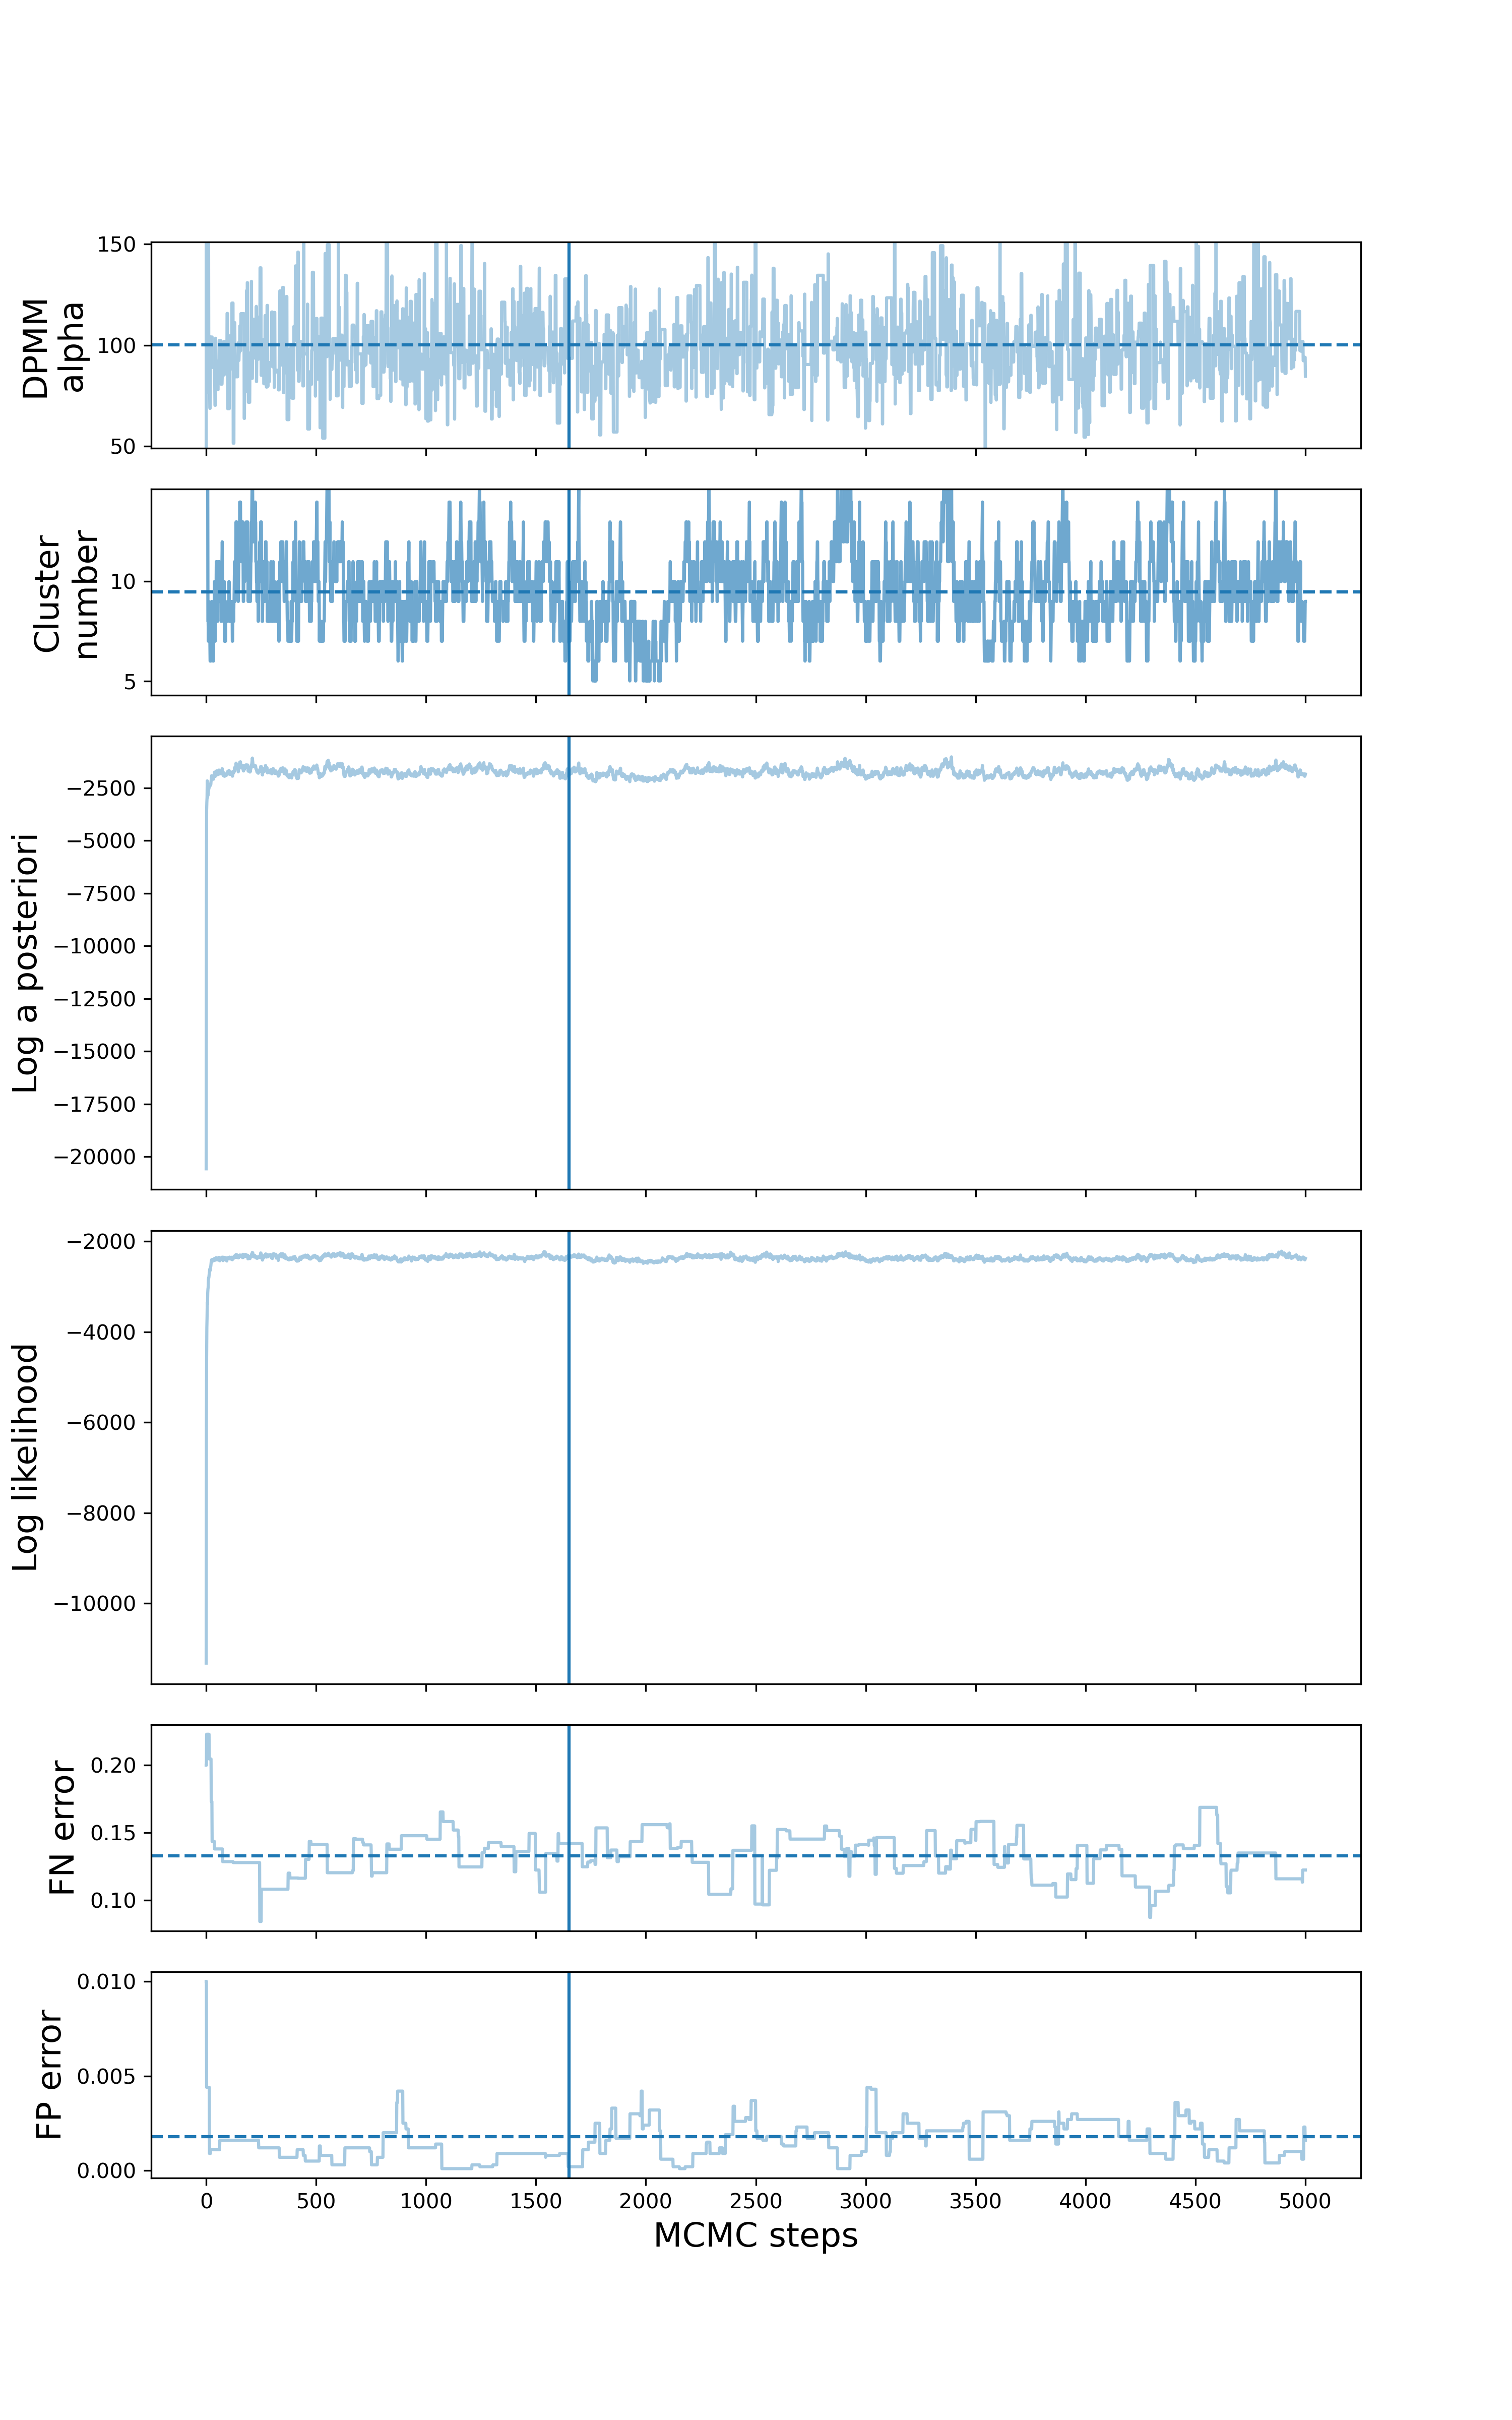 DPMM
alpha
150
100
50
Cluster
number
10
5
Log a posteriori
−2500
−5000
−7500
−10000
−12500
−15000
−17500
−20000
Log likelihood
−2000
−4000
−6000
−8000
−10000
FN error
0.20
0.15
0.10
FP error
0.010
0.005
0.000
0 500 1000 1500 2000 2500 3000 3500 4000 4500 5000
MCMC steps